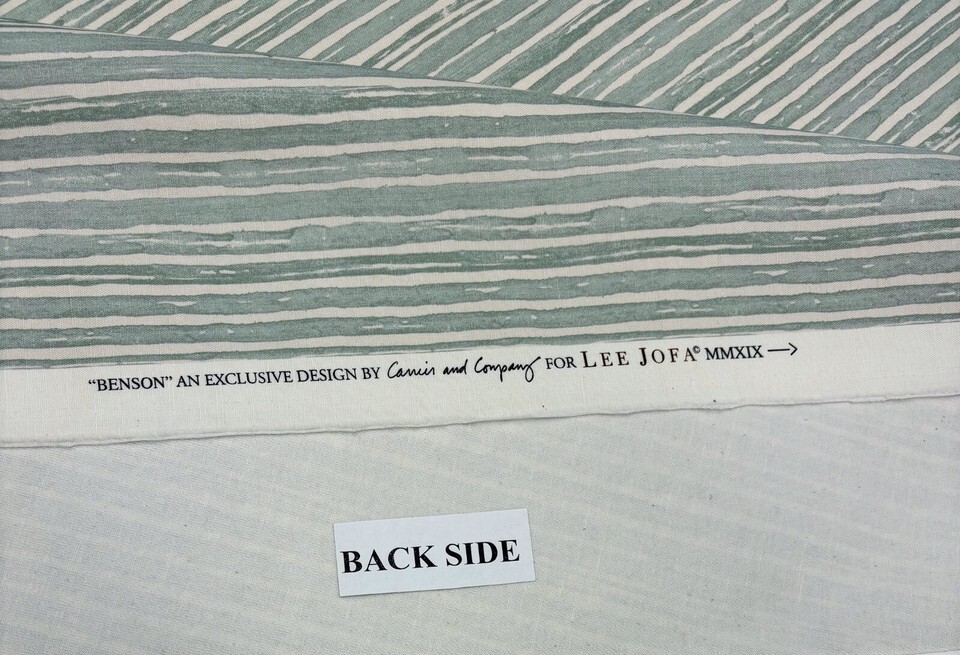 “BENSON” AN EXCLUSIVE DESIGN BY Carrier and Company FOR LEE JOFA© MMXIX →
BACK SIDE